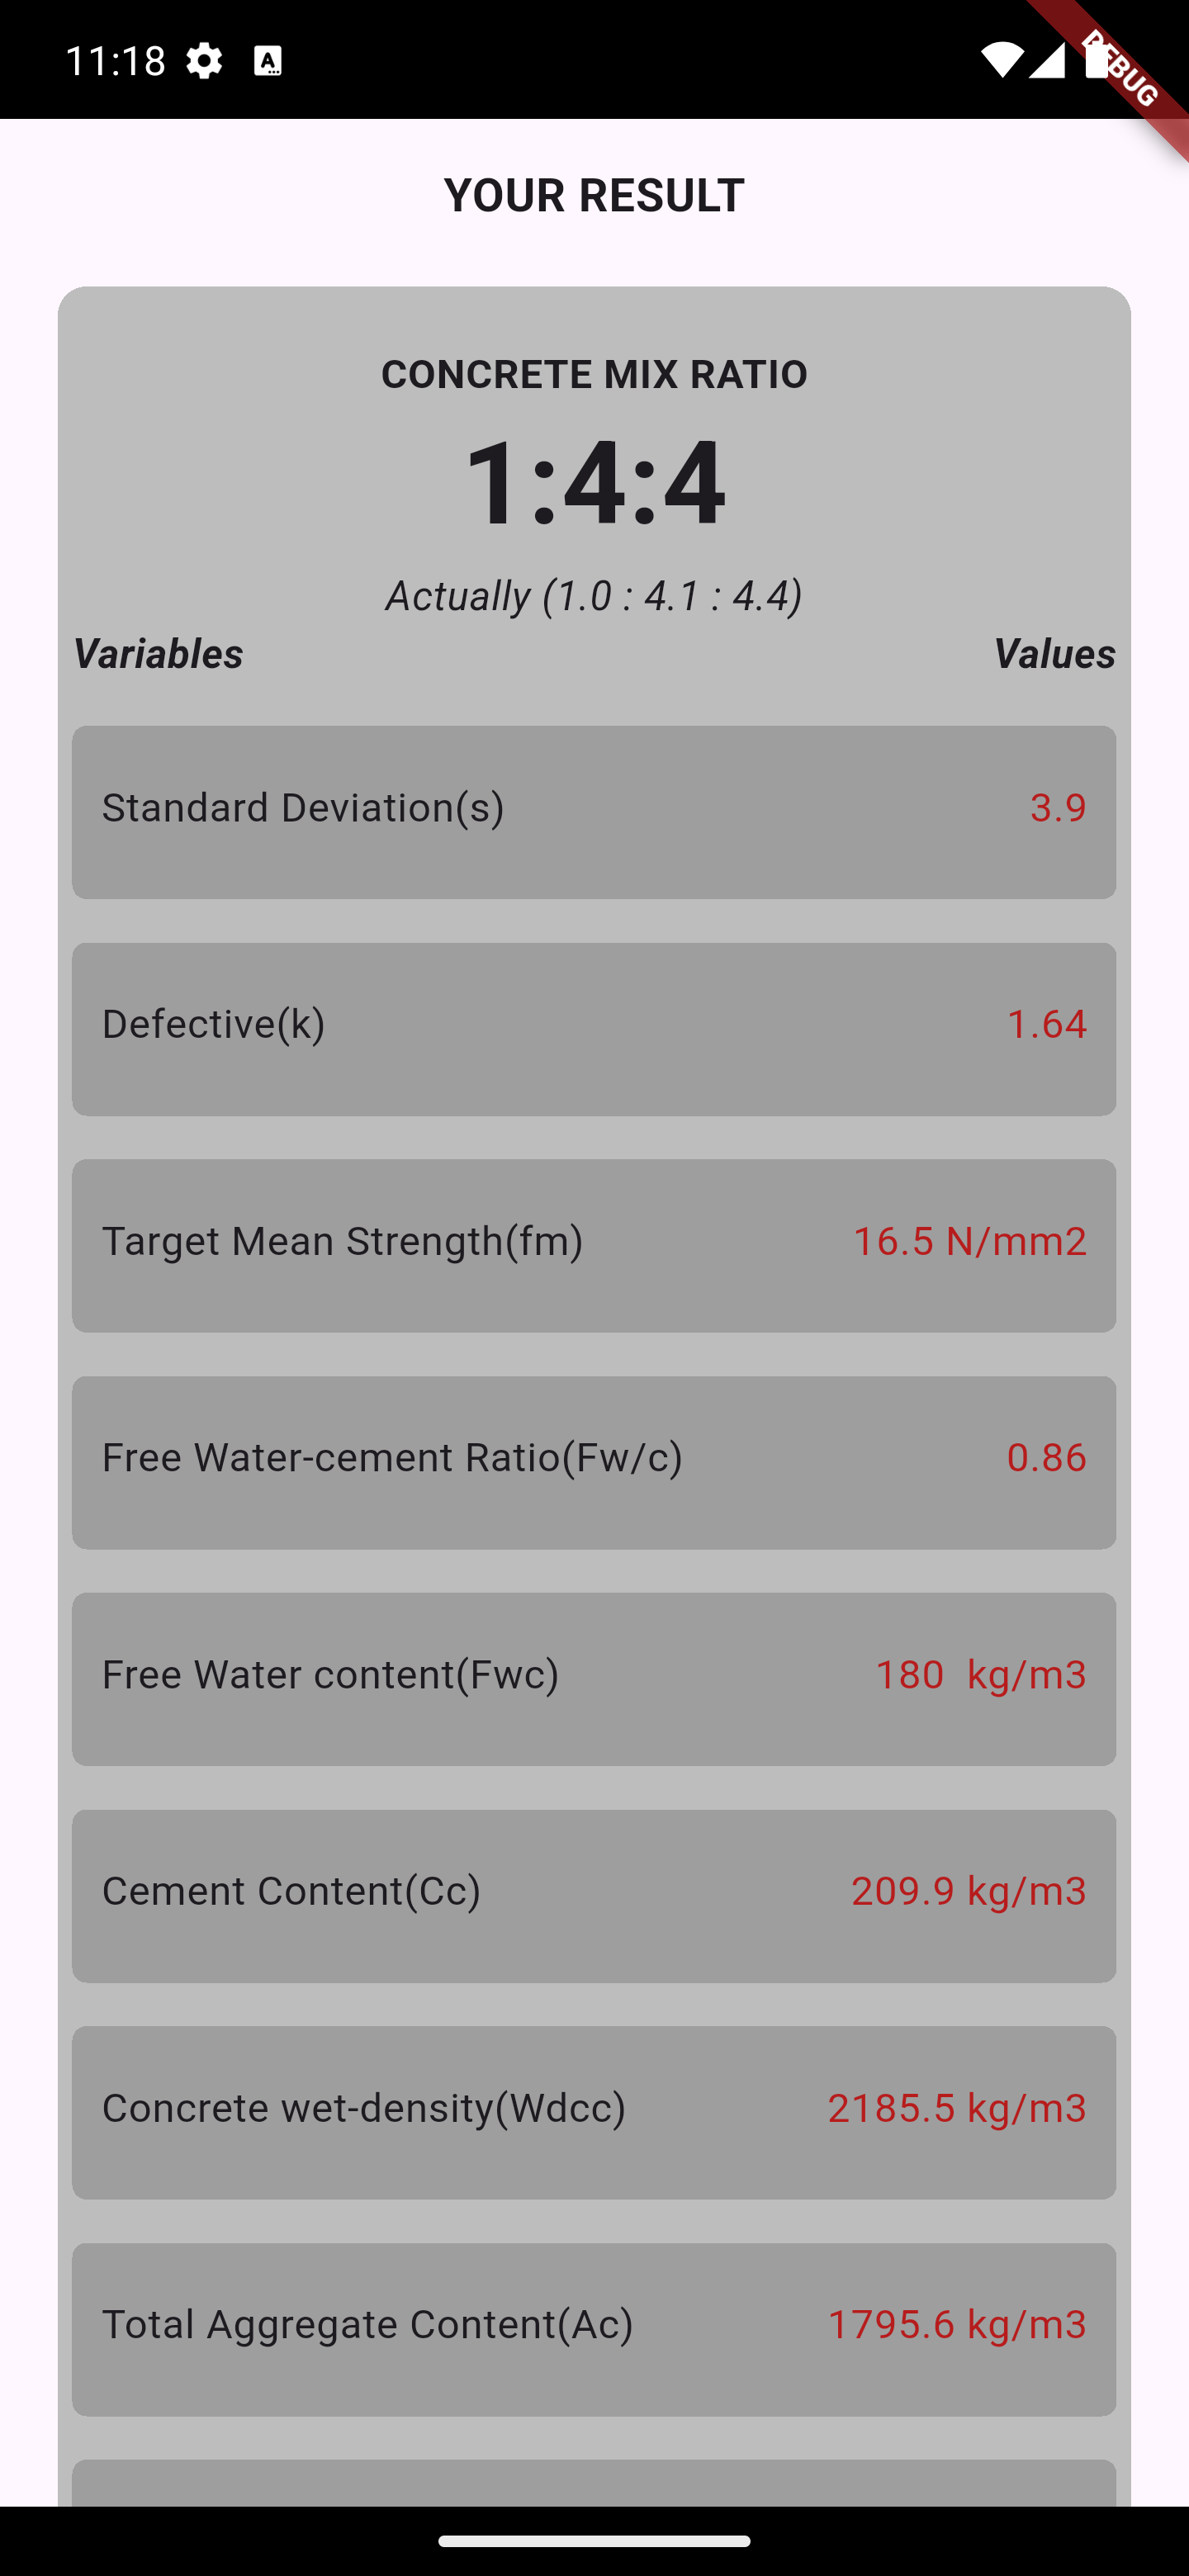 11:18
DEBUG
YOUR RESULT
CONCRETE MIX RATIO
1:4:4
Actually (1.0 : 4.1 : 4.4)
Variables Values
Standard Deviation(s) 3.9
Defective(k) 1.64
Target Mean Strength(fm) 16.5 N/mm2
Free Water-cement Ratio(Fw/c) 0.86
Free Water content(Fwc) 180  kg/m3
Cement Content(Cc) 209.9 kg/m3
Concrete wet-density(Wdcc) 2185.5 kg/m3
Total Aggregate Content(Ac) 1795.6 kg/m3